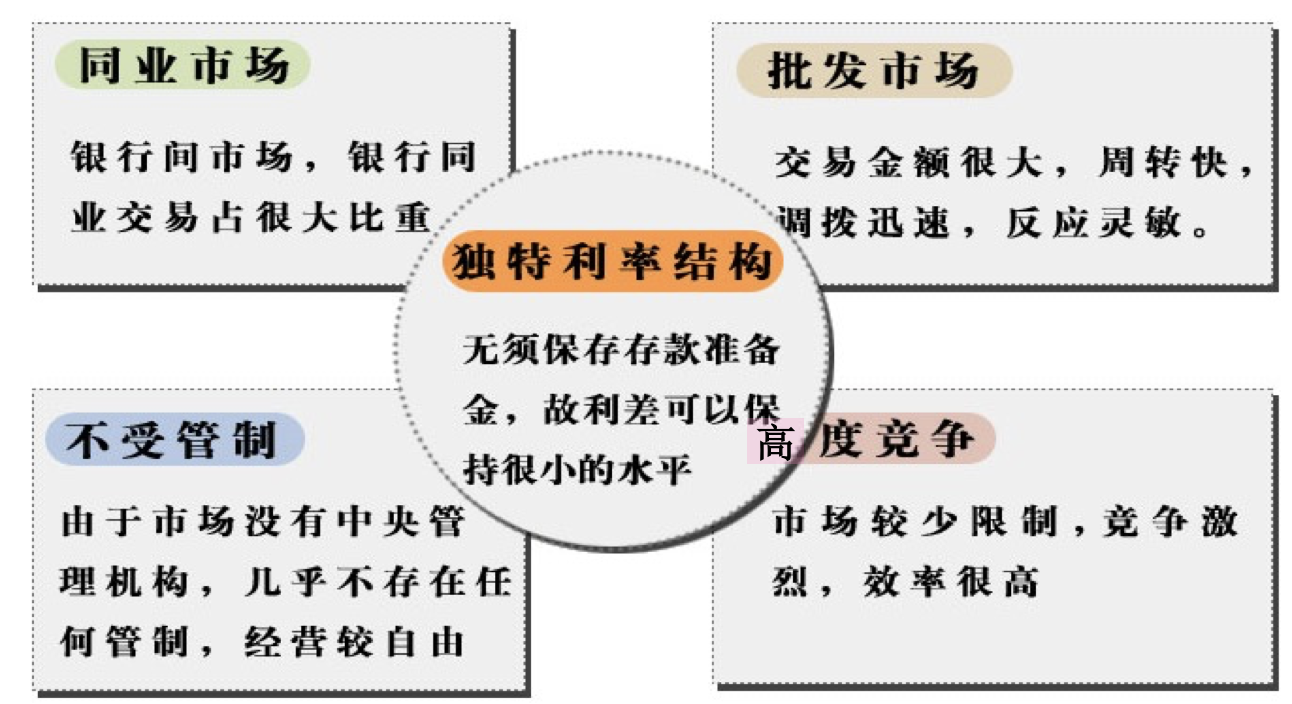 同业市场
银行间市场，银行同
业交易占很大比重
批发市场
交易金额很大，周转快，
调拨迅速，反应灵敏。
独特利率结构
无须保存存款准备
金，故利差可以保
持很小的水平
不受管制
由于市场没有中央管
理机构，几乎不存在任
何管制，经营较自由
高度竞争
市场较少限制,竞争激
烈，效率很高